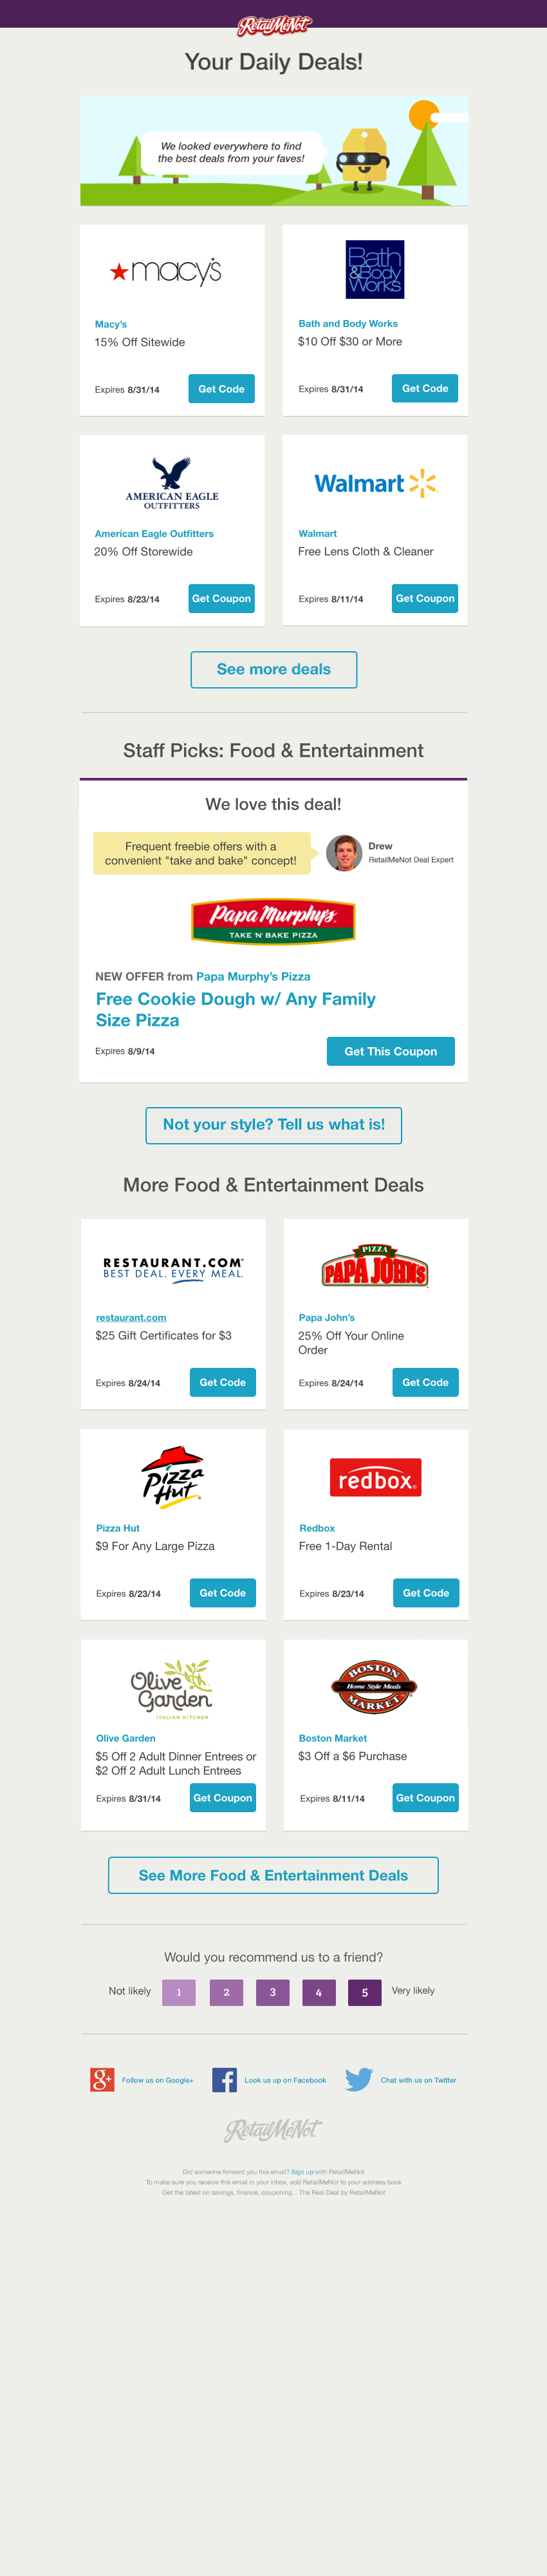 RetailMeNot
Your Daily Deals!
We looked everywhere to find
the best deals from your faves!
macy's
Macy's
15% Off Sitewide
Expires 8/31/14
Get Code
Bath
&Body
Works
Bath and Body Works
$10 Off $30 or More
Expires 8/31/14
Get Code
AMERICAN EAGLE
OUTFITTERS
American Eagle Outfitters
20% Off Storewide
Expires 8/23/14
Get Coupon
Walmart
Walmart
Free Lens Cloth & Cleaner
Expires 8/11/14
Get Coupon
See more deals
Staff Picks: Food & Entertainment
We love this deal!
Frequent freebie offers with a
convenient "take and bake" concept!
Drew
RetailMeNot Deal Expert
Papa Murphy's
TAKE 'N' BAKE PIZZA
NEW OFFER from Papa Murphy's Pizza
Free Cookie Dough w/ Any Family
Size Pizza
Expires 8/9/14
Get This Coupon
Not your style? Tell us what is!
More Food & Entertainment Deals
RESTAURANT.COM®
BEST DEAL. EVERY MEAL.
restaurant.com
$25 Gift Certificates for $3
Expires 8/24/14
Get Code
PIZZA
PAPA JOHN'S
Papa John's
25% Off Your Online
Order
Expires 8/24/14
Get Code
Pizza
Hut
Pizza Hut
$9 For Any Large Pizza
Expires 8/23/14
Get Code
redbox.
Redbox
Free 1-Day Rental
Expires 8/23/14
Get Code
Olive
Garden
ITALIAN KITCHEN
Olive Garden
$5 Off 2 Adult Dinner Entrees or
$2 Off 2 Adult Lunch Entrees
Expires 8/31/14
Get Coupon
BOSTON
Home Style Meals
MARKET
Boston Market
$3 Off a $6 Purchase
Expires 8/11/14
Get Coupon
See More Food & Entertainment Deals
Would you recommend us to a friend?
Not likely 1 2 3 4 5 Very likely
g+ Follow us on Google+
f Look us up on Facebook
Chat with us on Twitter
RetailMeNot
Did someone forward you this email? Sign up with RetailMeNot
To make sure you receive this email in your inbox, add RetailMeNot to your address book
Get the latest on savings, finance, couponing... The Real Deal by RetailMeNot